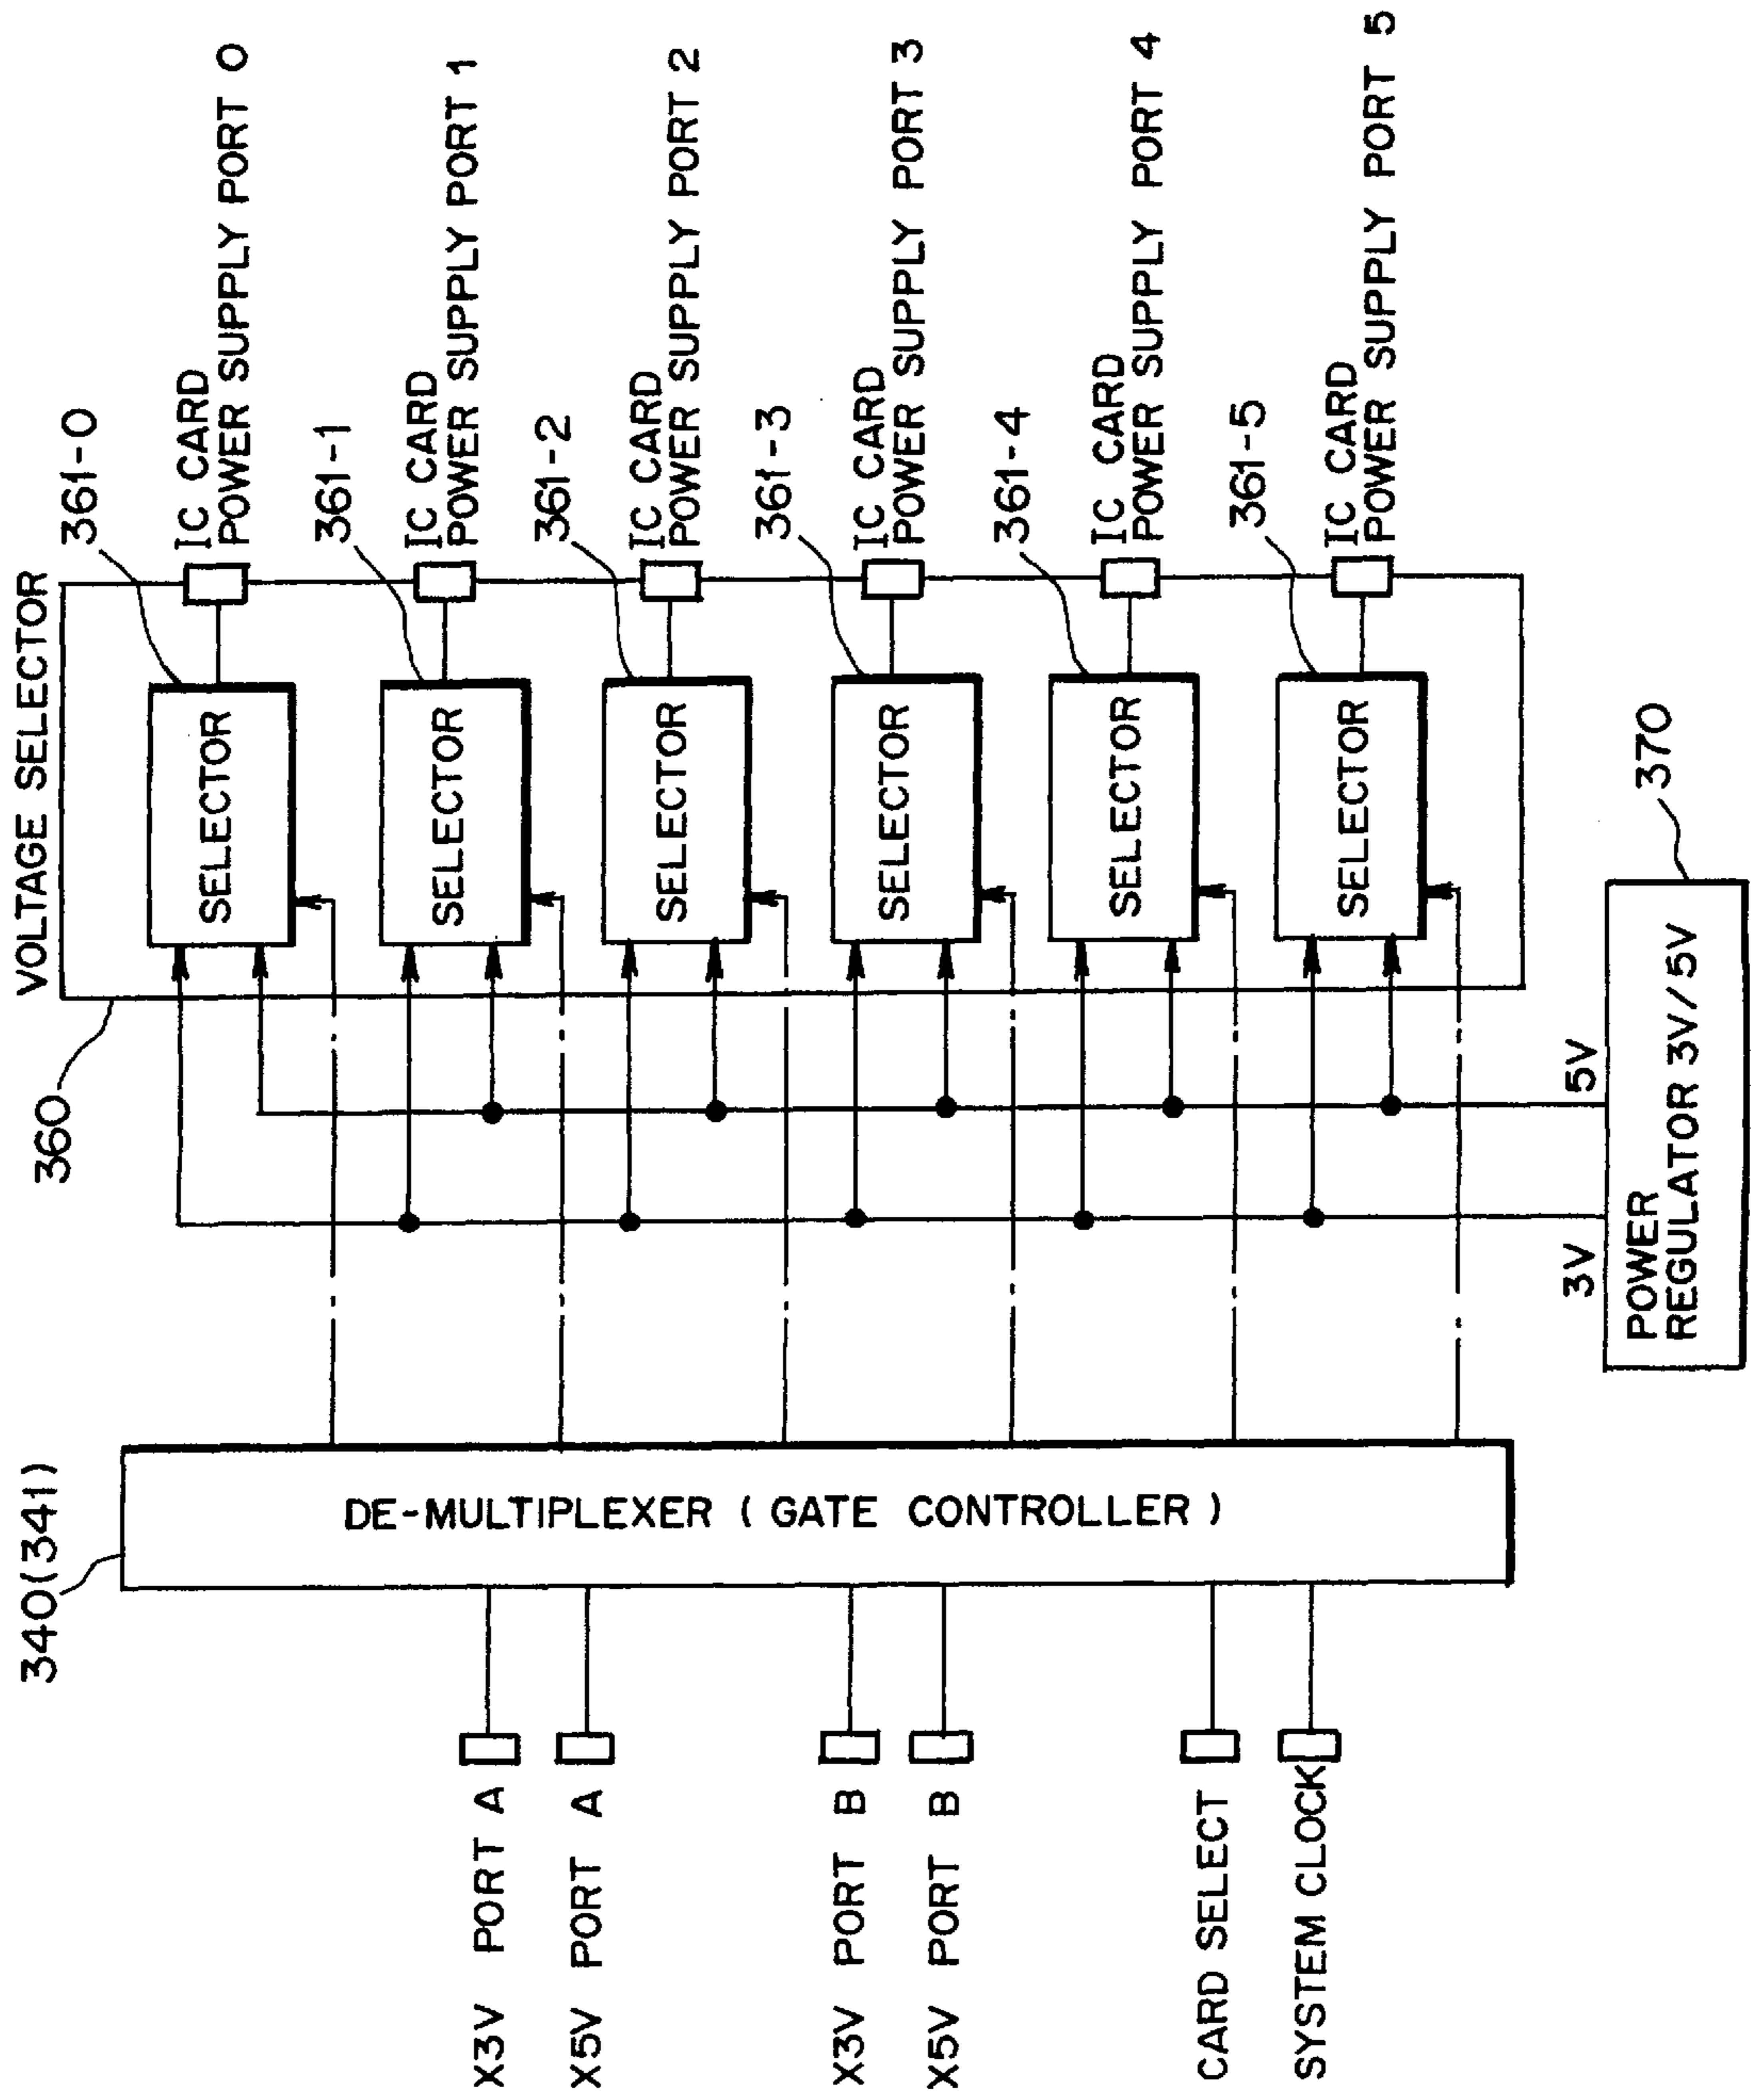 VOLTAGE SELECTOR
360
340(341)
361-0
IC CARD
POWER SUPPLY PORT 0
SELECTOR
361-1
IC CARD
POWER SUPPLY PORT 1
SELECTOR
361-2
IC CARD
POWER SUPPLY PORT 2
SELECTOR
361-3
IC CARD
POWER SUPPLY PORT 3
SELECTOR
361-4
IC CARD
POWER SUPPLY PORT 4
SELECTOR
361-5
IC CARD
POWER SUPPLY PORT 5
SELECTOR
DE-MULTIPLEXER ( GATE CONTROLLER )
X3V PORT A
X5V PORT A
X3V PORT B
X5V PORT B
CARD SELECT
SYSTEM CLOCK
3V
5V
POWER
REGULATOR 3V/5V
370